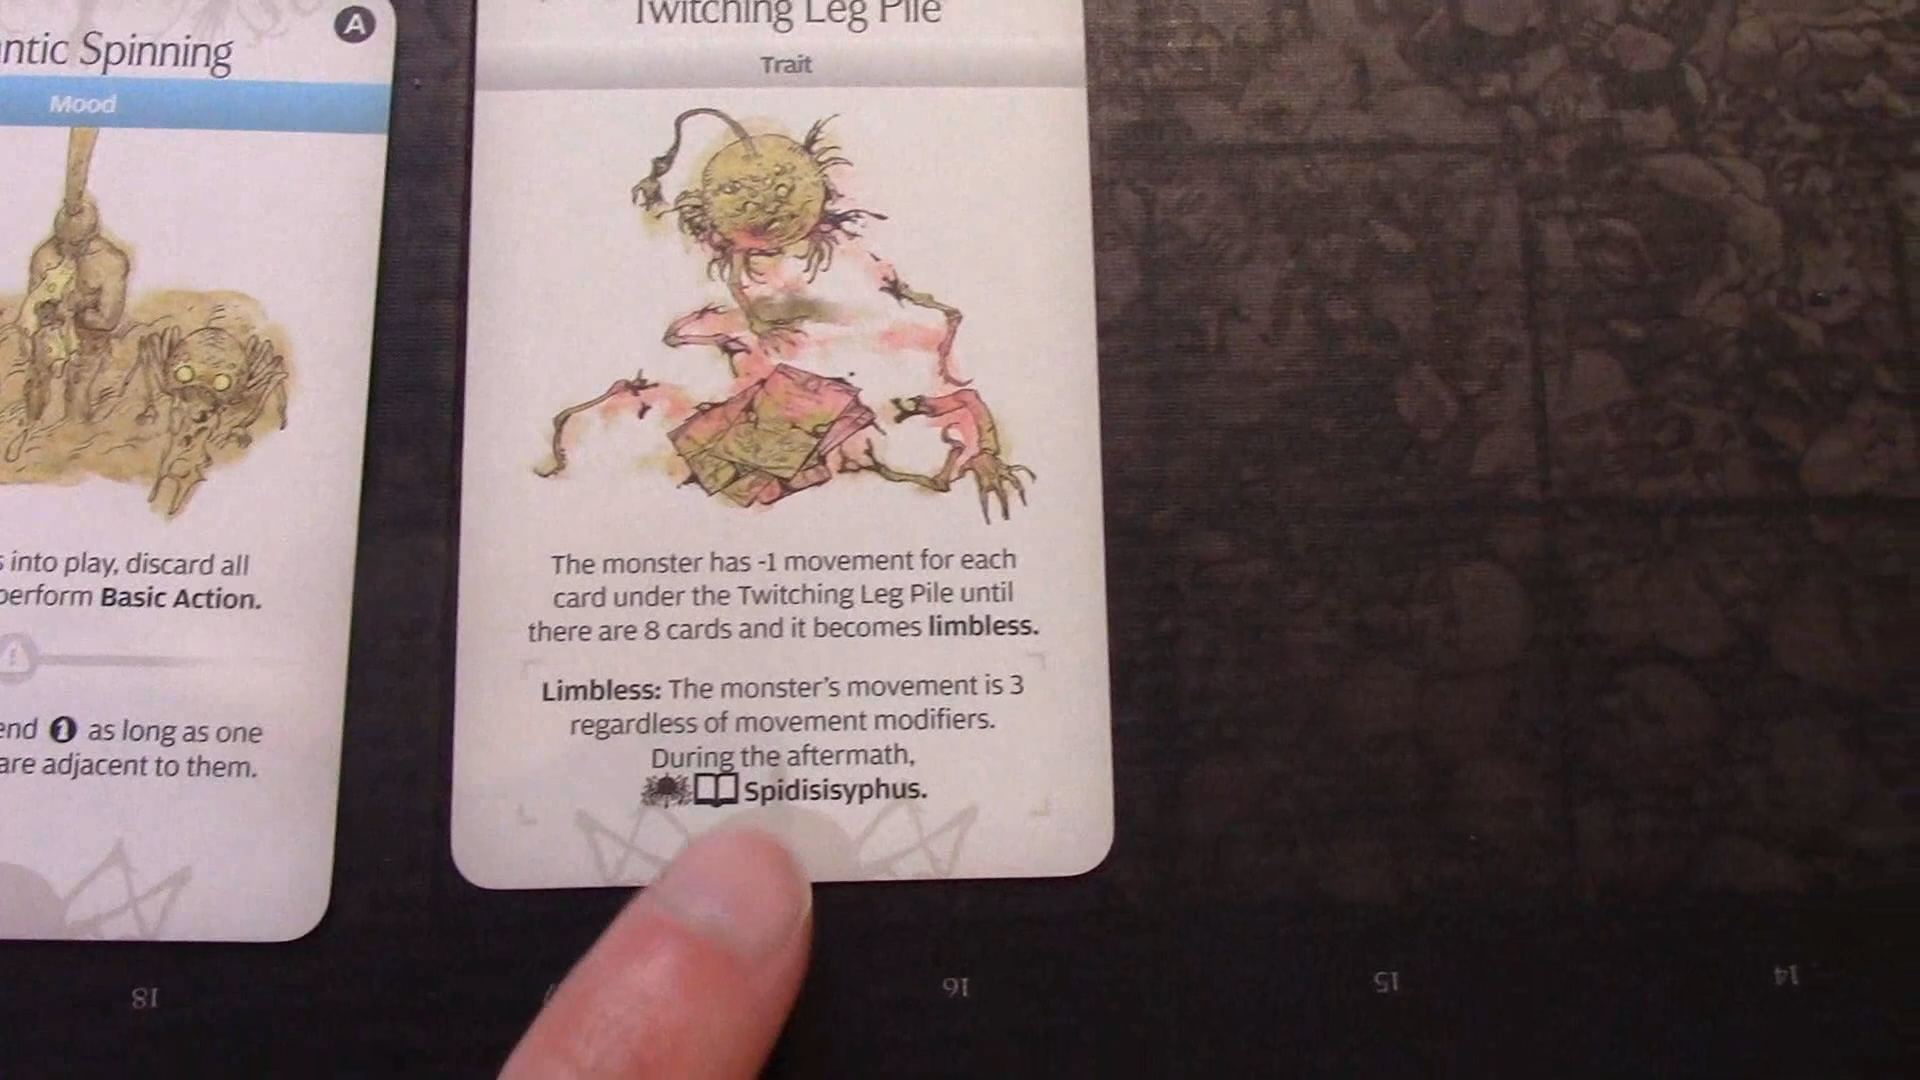 A
ntic Spinning
Mood
into play, discard all
perform Basic Action.
end as long as one
are adjacent to them.
Twitching Leg Pile
Trait
The monster has -1 movement for each
card under the Twitching Leg Pile until
there are 8 cards and it becomes limbless.
Limbless: The monster's movement is 3
regardless of movement modifiers.
During the aftermath,
Spidisisyphus.
18
16
15
14